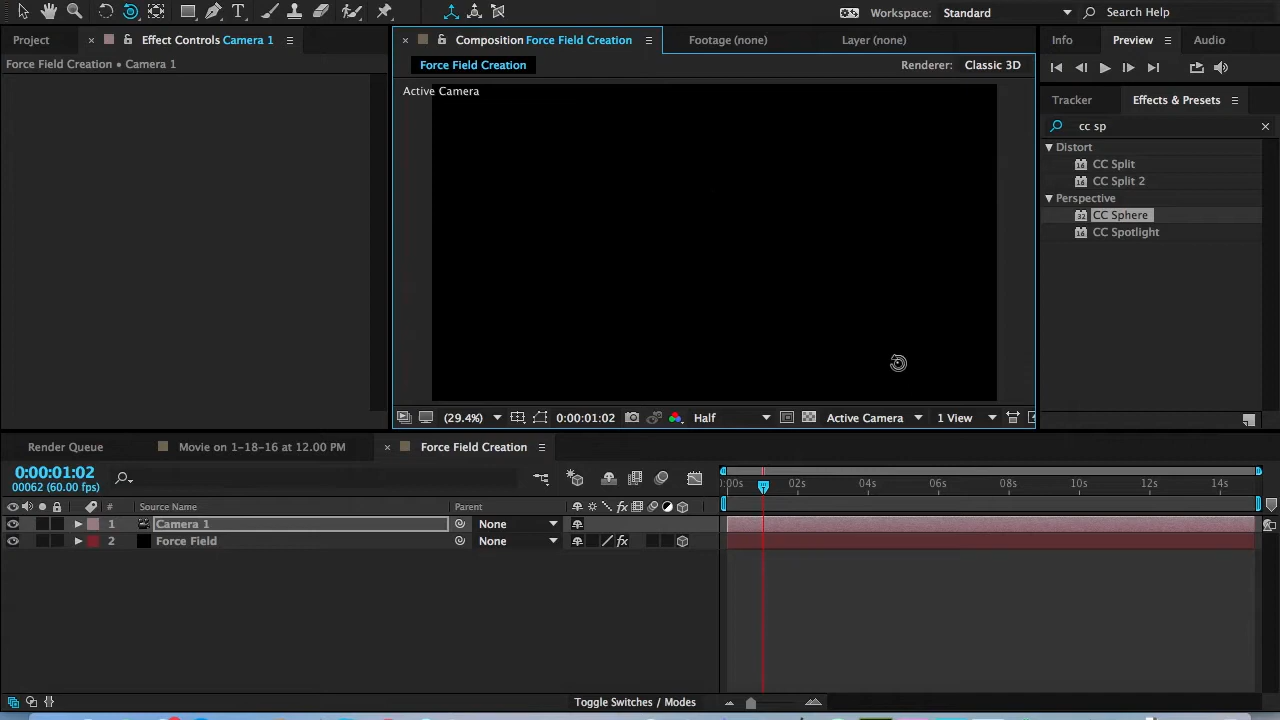 Workspace: Standard
Search Help
Project
Effect Controls Camera 1
Composition Force Field Creation
Footage (none)
Layer (none)
Info
Preview
Audio
Force Field Creation • Camera 1
Force Field Creation
Renderer: Classic 3D
Active Camera
Tracker
Effects & Presets
cc sp
Distort
CC Split
CC Split 2
Perspective
CC Sphere
CC Spotlight
(29.4%)
0:00:01:02
Half
Active Camera
1 View
Render Queue
Movie on 1-18-16 at 12.00 PM
Force Field Creation
0:00:01:02
00062 (60.00 fps)
# Source Name
Parent
1 Camera 1 None
2 Force Field None
:00s 02s 04s 06s 08s 10s 12s 14s
Toggle Switches / Modes